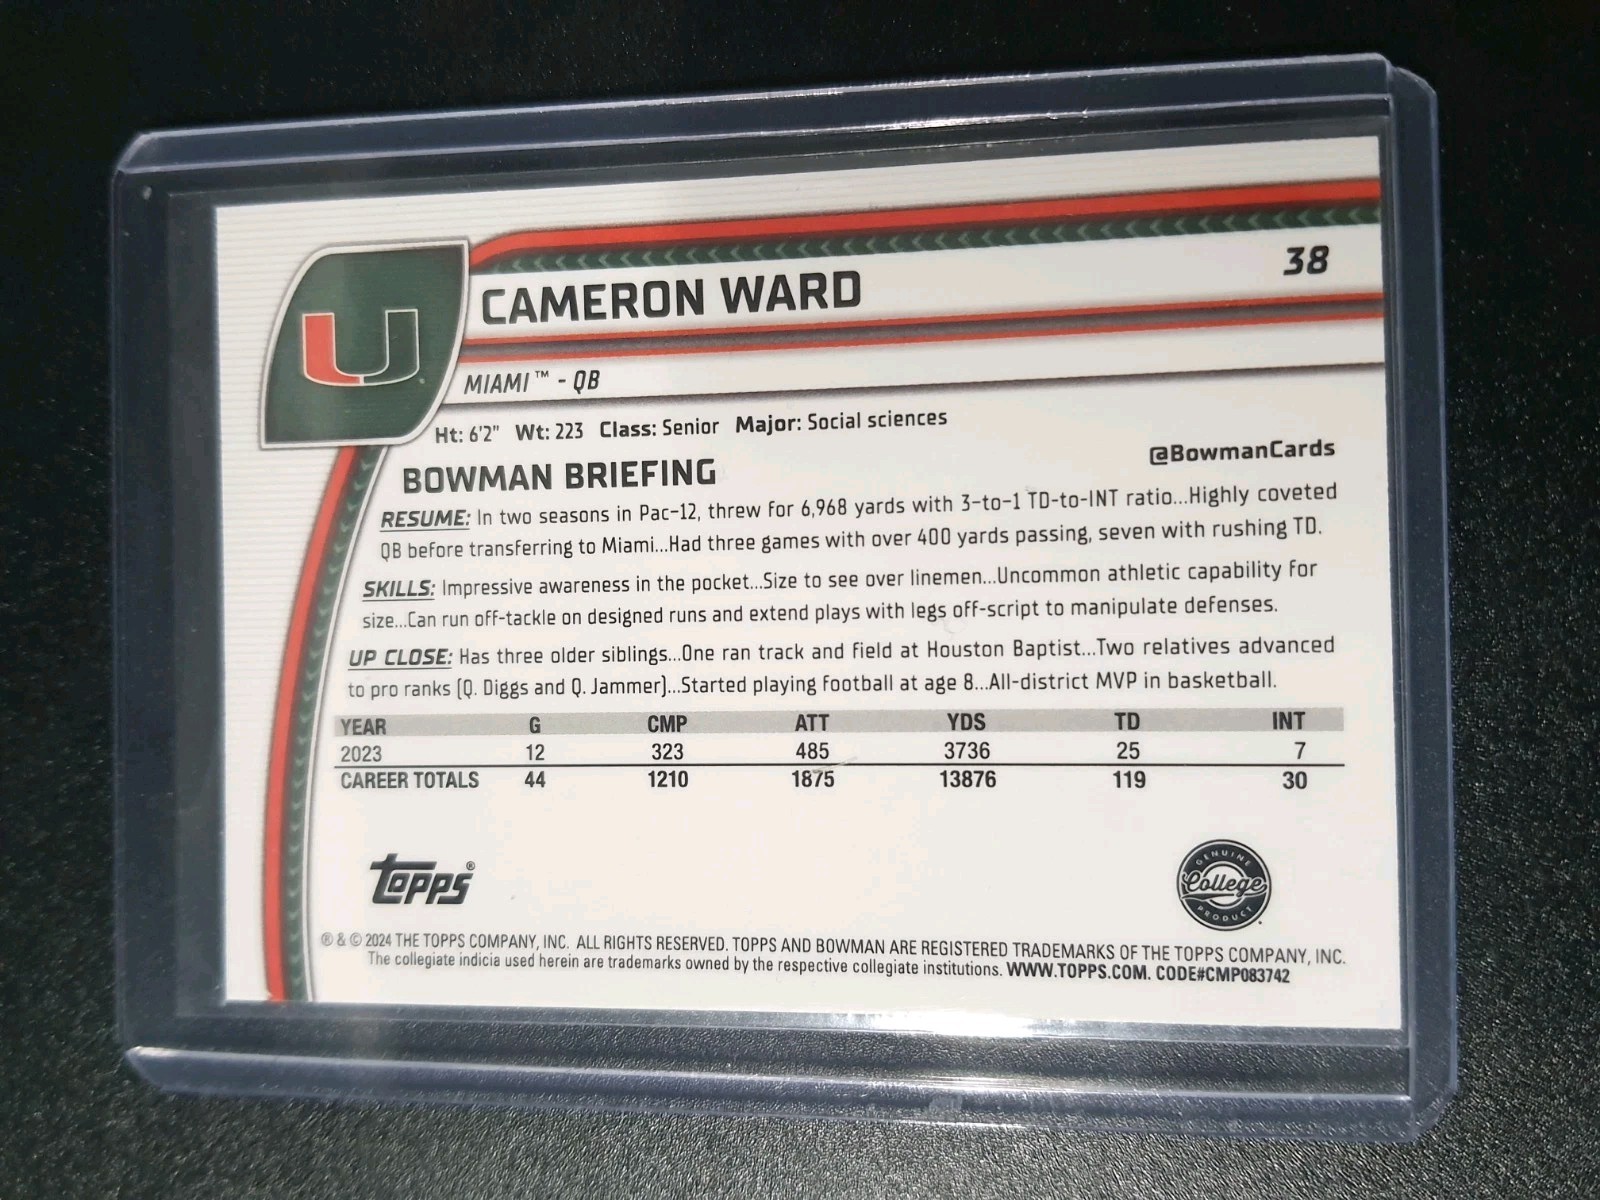 38
CAMERON WARD
MIAMI™ - QB
Ht: 6'2" Wt: 223 Class: Senior Major: Social sciences
@BowmanCards
BOWMAN BRIEFING
RESUME: In two seasons in Pac-12, threw for 6,968 yards with 3-to-1 TD-to-INT ratio...Highly coveted
QB before transferring to Miami...Had three games with over 400 yards passing, seven with rushing TD.
SKILLS: Impressive awareness in the pocket...Size to see over linemen...Uncommon athletic capability for
size...Can run off-tackle on designed runs and extend plays with legs off-script to manipulate defenses.
UP CLOSE: Has three older siblings...One ran track and field at Houston Baptist...Two relatives advanced
to pro ranks (Q. Diggs and Q. Jammer)...Started playing football at age 8...All-district MVP in basketball.
YEAR G CMP ATT YDS TD INT
2023 12 323 485 3736 25 7
CAREER TOTALS 44 1210 1875 13876 119 30
topps®
GENUINE
College
PRODUCT
® & © 2024 THE TOPPS COMPANY, INC. ALL RIGHTS RESERVED. TOPPS AND BOWMAN ARE REGISTERED TRADEMARKS OF THE TOPPS COMPANY, INC.
The collegiate indicia used herein are trademarks owned by the respective collegiate institutions. WWW.TOPPS.COM. CODE#CMP083742